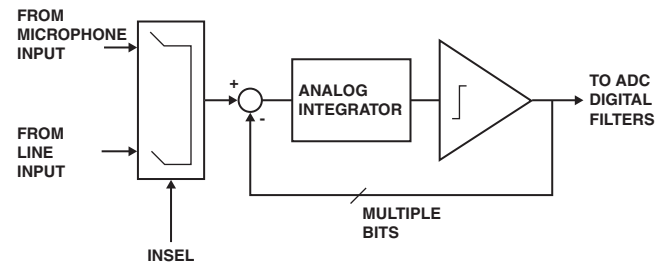 FROM
MICROPHONE
INPUT
FROM
LINE
INPUT
INSEL
+
-
ANALOG
INTEGRATOR
MULTIPLE
BITS
TO ADC
DIGITAL
FILTERS